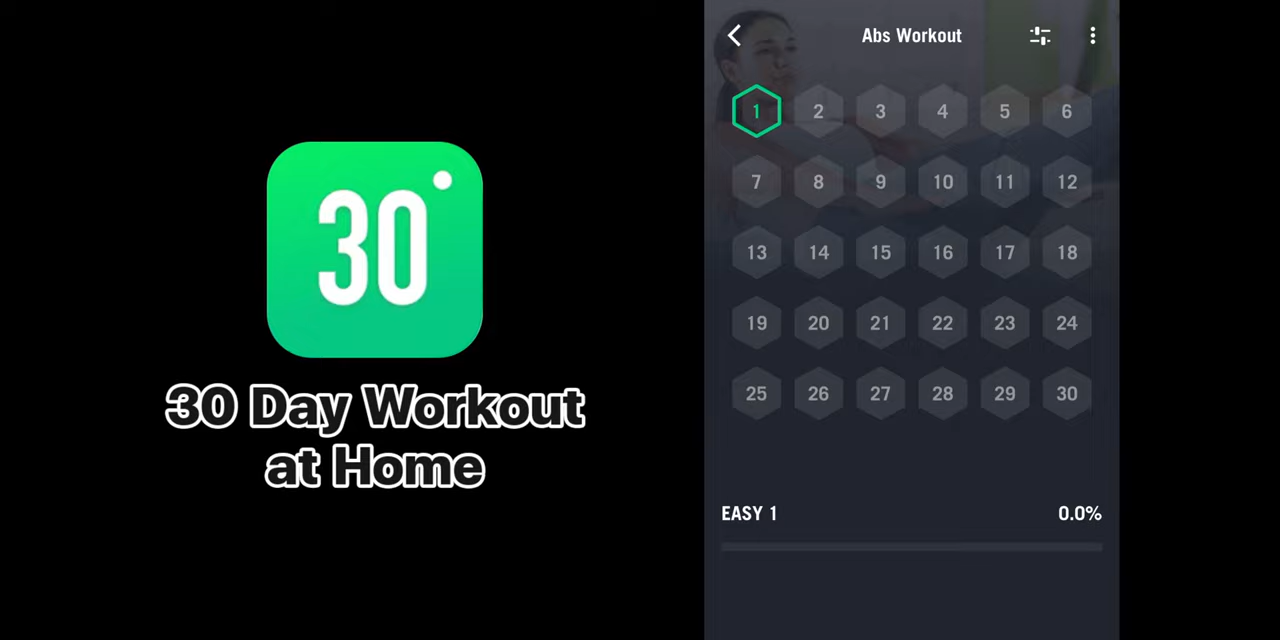 30
30 Day Workout
at Home
Abs Workout
1 2 3 4 5 6
7 8 9 10 11 12
13 14 15 16 17 18
19 20 21 22 23 24
25 26 27 28 29 30
EASY 1 0.0%